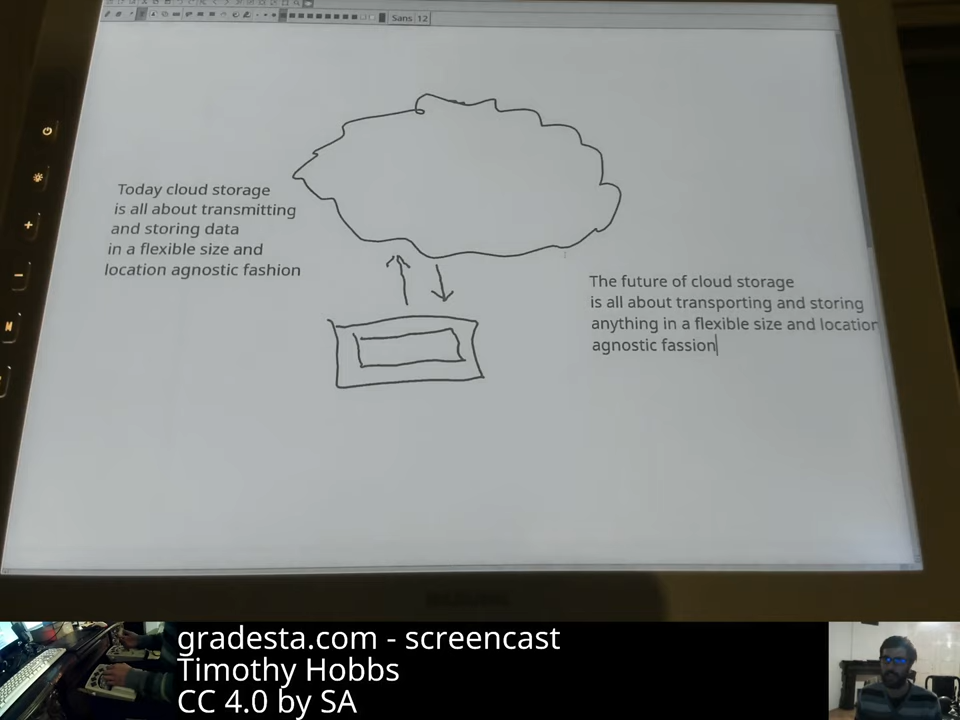 Sans 12
Today cloud storage
is all about transmitting
and storing data
in a flexible size and
location agnostic fashion
The future of cloud storage
is all about transporting and storing
anything in a flexible size and location
agnostic fassion
gradesta.com - screencast
Timothy Hobbs
CC 4.0 by SA